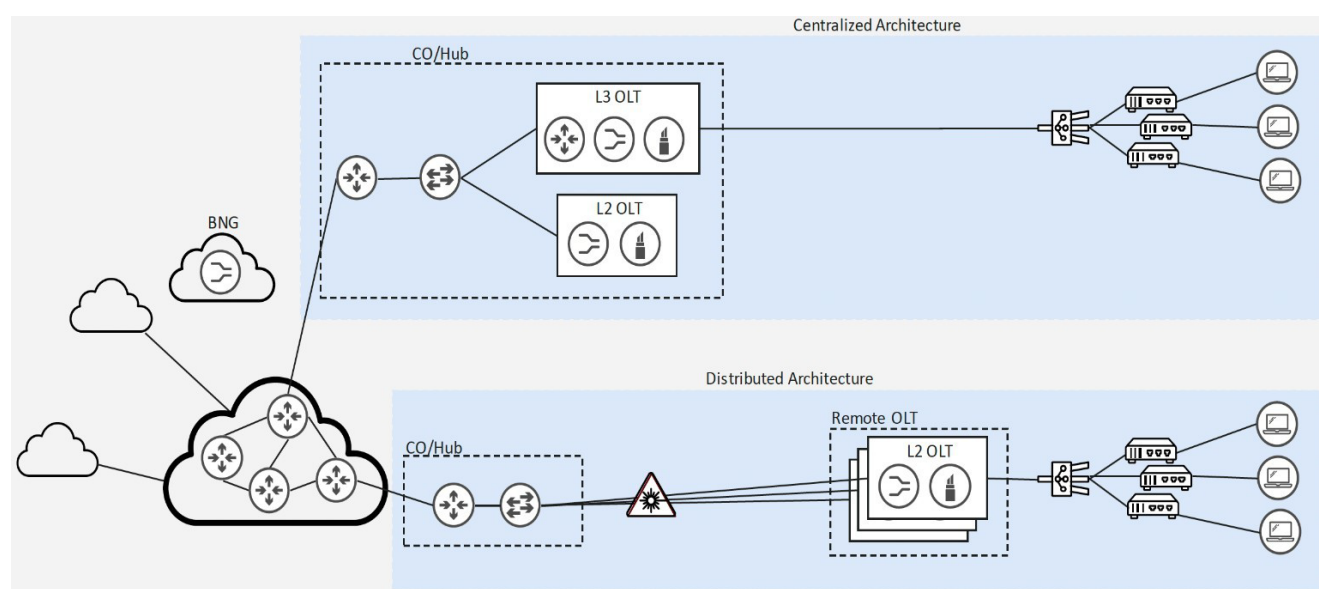 Centralized Architecture
CO/Hub
L3 OLT
L2 OLT
BNG
Distributed Architecture
Remote OLT
CO/Hub
L2 OLT